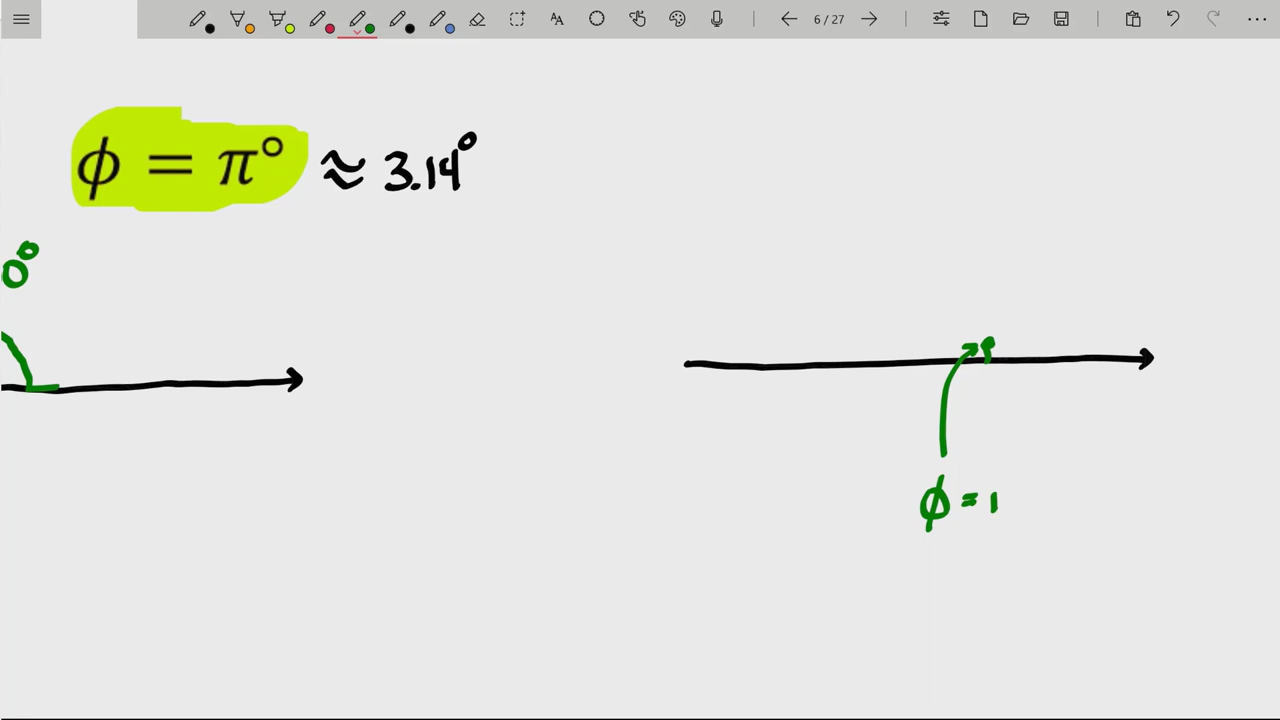 6 / 27
ϕ = π° ≈ 3.14°
0°
ϕ = 1